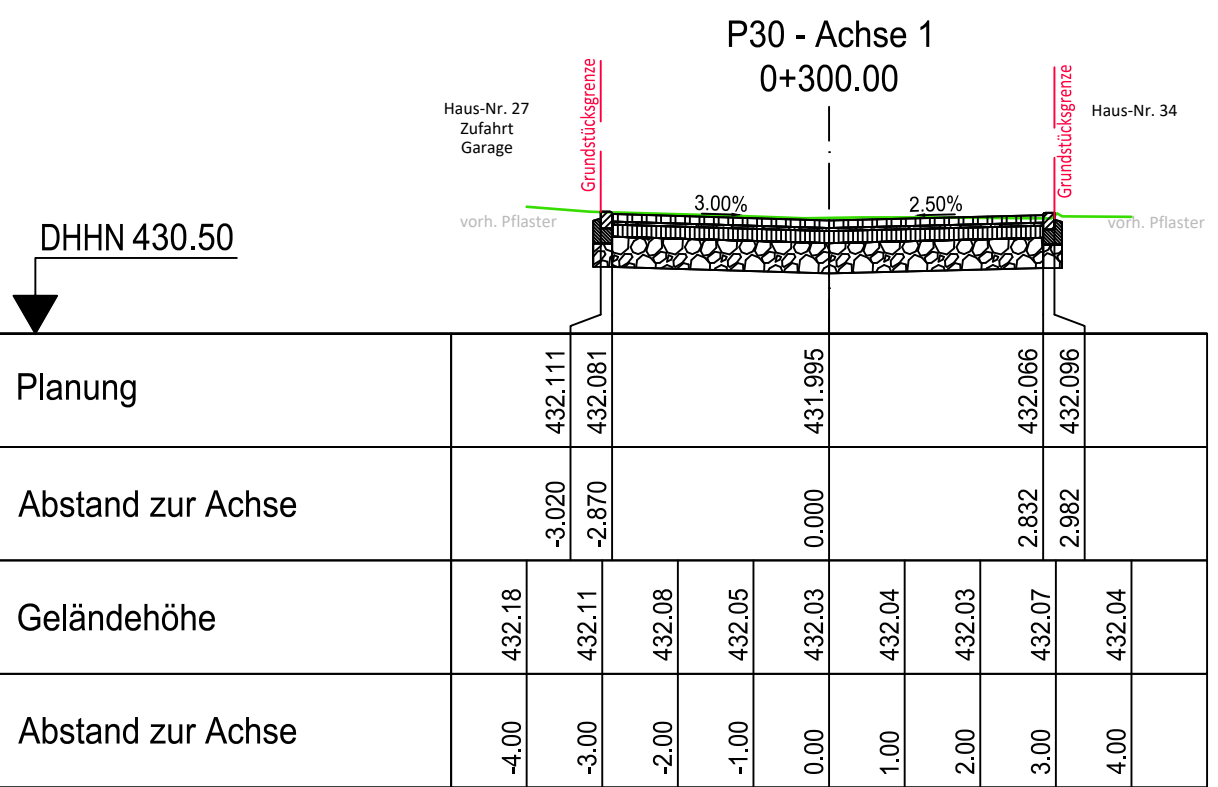 P30 - Achse 1
0+300.00
Haus-Nr. 27
Zufahrt
Garage
Grundstücksgrenze
Grundstücksgrenze
Haus-Nr. 34
vorh. Pflaster
3.00%
2.50%
vorh. Pflaster
DHHN 430.50
Planung
432.111
432.081
431.995
432.066
432.096
Abstand zur Achse
-3.020
-2.870
0.000
2.832
2.982
Geländehöhe
432.18
432.11
432.08
432.05
432.03
432.04
432.03
432.07
432.04
Abstand zur Achse
-4.00
-3.00
-2.00
-1.00
0.00
1.00
2.00
3.00
4.00